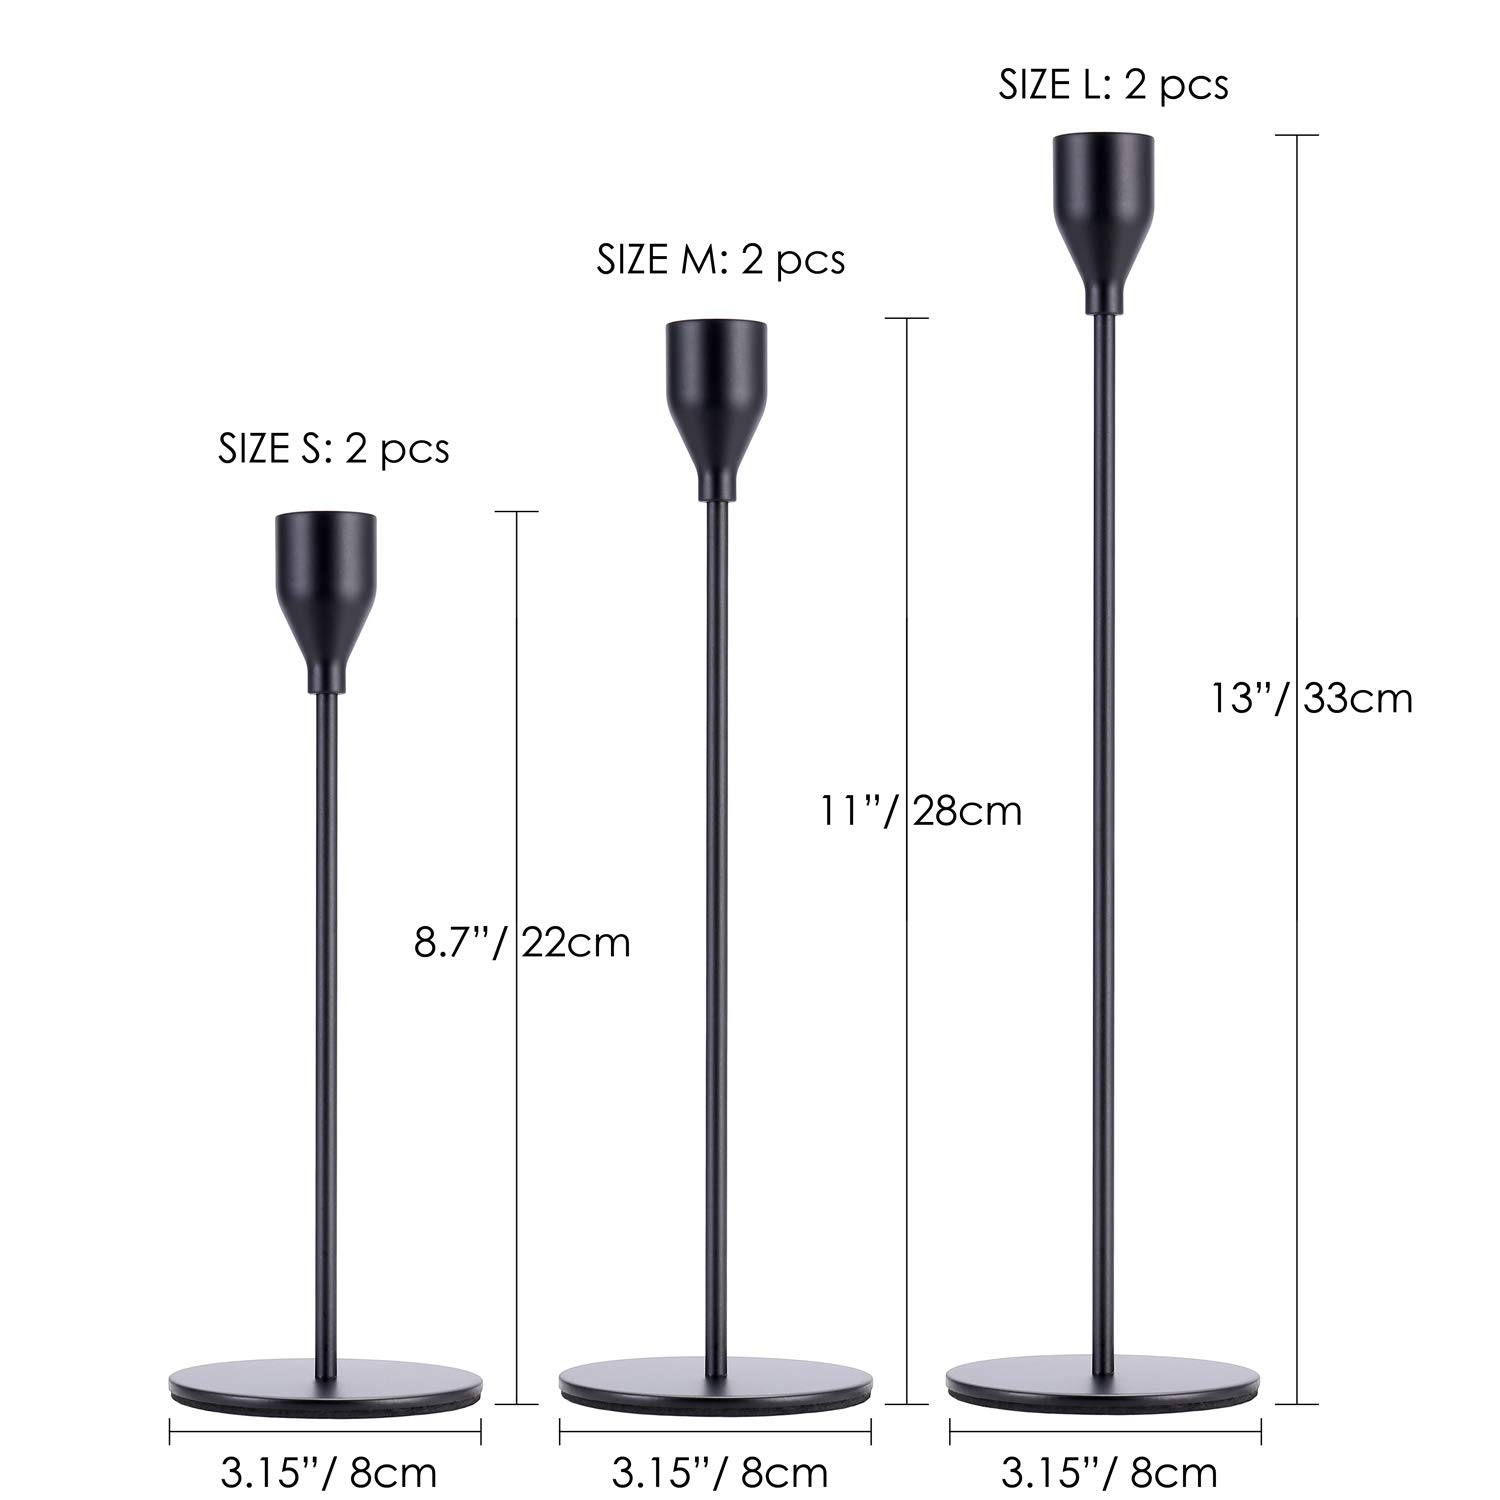 SIZE L: 2 pcs
SIZE M: 2 pcs
SIZE S: 2 pcs
13”/ 33cm
11”/ 28cm
8.7”/ 22cm
3.15”/ 8cm
3.15”/ 8cm
3.15”/ 8cm